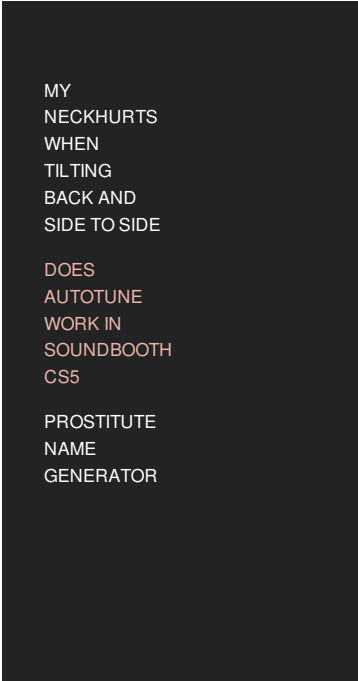 MY
NECKHURTS
WHEN
TILTING
BACK AND
SIDE TO SIDE
DOES
AUTOTUNE
WORK IN
SOUNDBOOTH
CS5
PROSTITUTE
NAME
GENERATOR